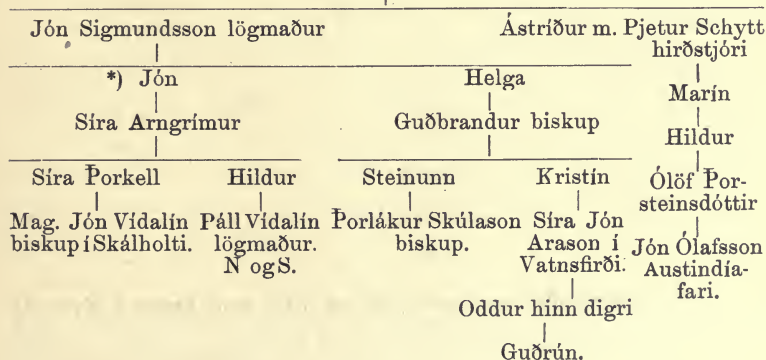 Jón Sigmundsson lögmaður Ástríður m. Pjetur Schytt
hirðstjóri
*) Jón Helga Marín
Síra Arngrímur Guðbrandur biskup Hildur
Síra Þorkell Hildur Steinunn Kristín Ólöf Þor-
steinsdóttir
Mag. Jón Vídalín Páll Vídalín Þorlákur Skúlason Síra Jón
biskup í Skálholti. lögmaður. biskup. Arason í Jón Ólafsson
N og S. Vatnsfirði. Austindía-
fari.
Oddur hinn digri
Guðrún.